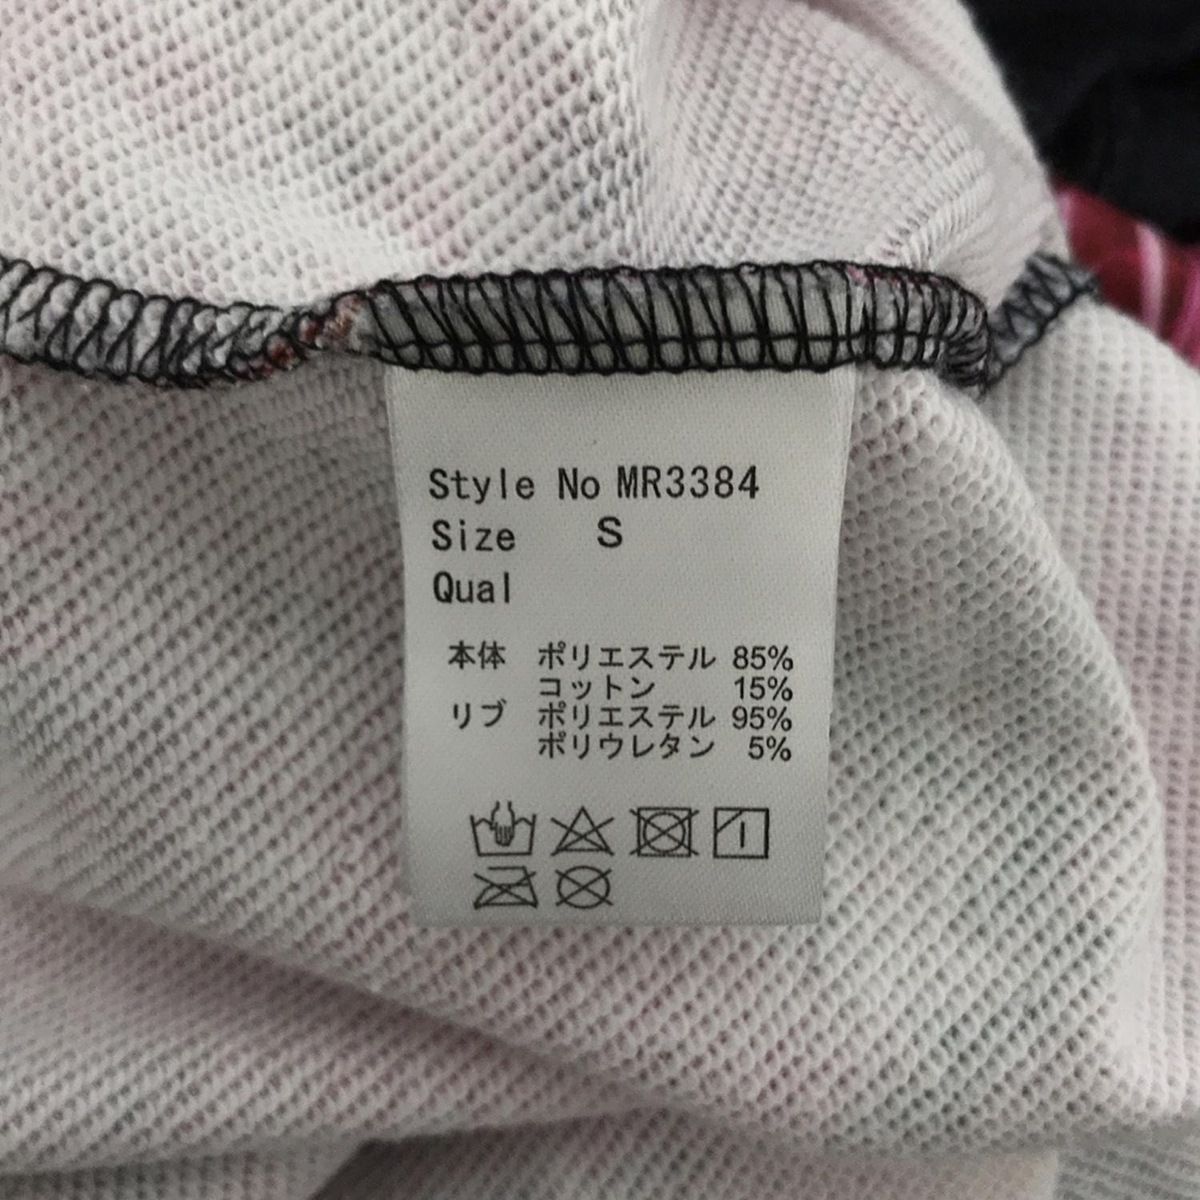 Style No MR3384
Size S
Qual
本体 ポリエステル 85%
コットン 15%
リブ ポリエステル 95%
ポリウレタン 5%